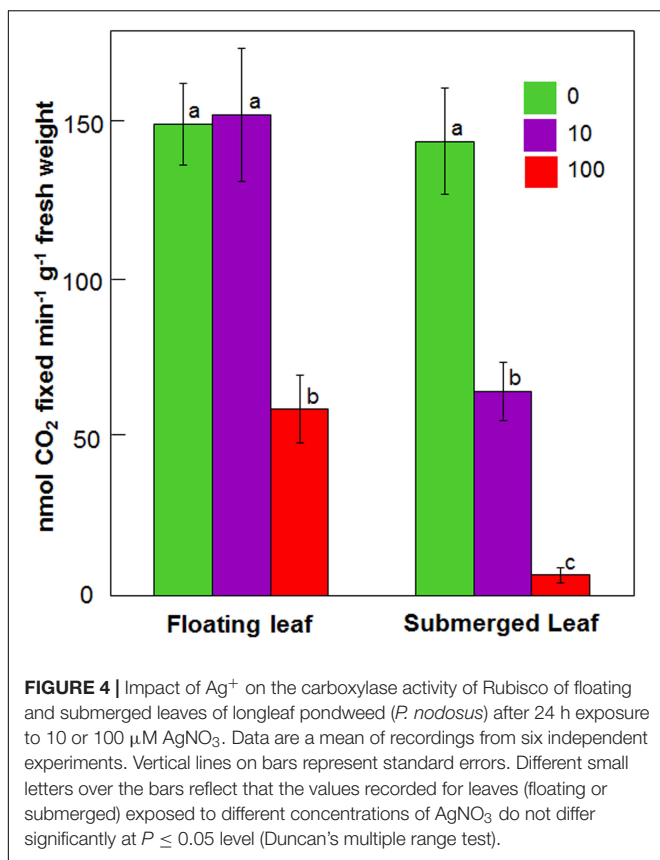 nmol CO₂ fixed min⁻¹ g⁻¹ fresh weight
150
100
50
0
a
a
b
a
b
c
0
10
100
Floating leaf
Submerged Leaf
FIGURE 4 | Impact of Ag⁺ on the carboxylase activity of Rubisco of floating
and submerged leaves of longleaf pondweed (P. nodosus) after 24 h exposure
to 10 or 100 μM AgNO₃. Data are a mean of recordings from six independent
experiments. Vertical lines on bars represent standard errors. Different small
letters over the bars reflect that the values recorded for leaves (floating or
submerged) exposed to different concentrations of AgNO₃ do not differ
significantly at P ≤ 0.05 level (Duncan's multiple range test).